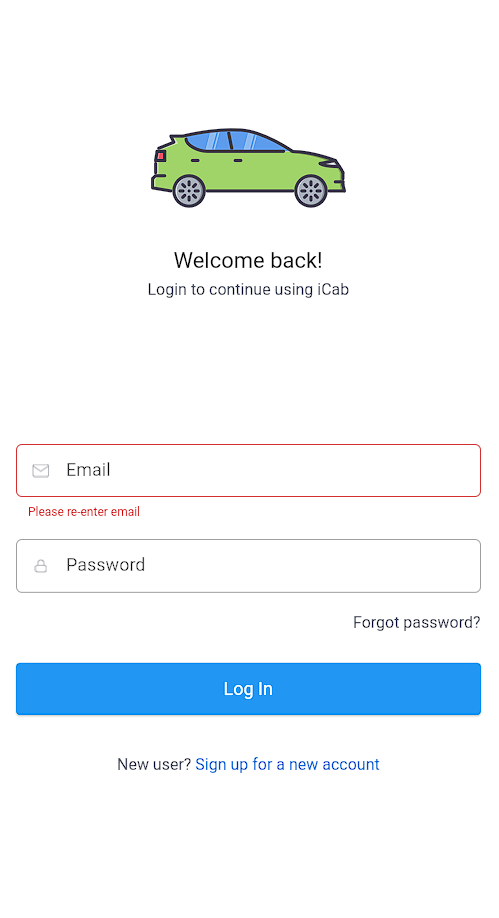 Welcome back!
Login to continue using iCab
Email
Please re-enter email
Password
Forgot password?
Log In
New user? Sign up for a new account